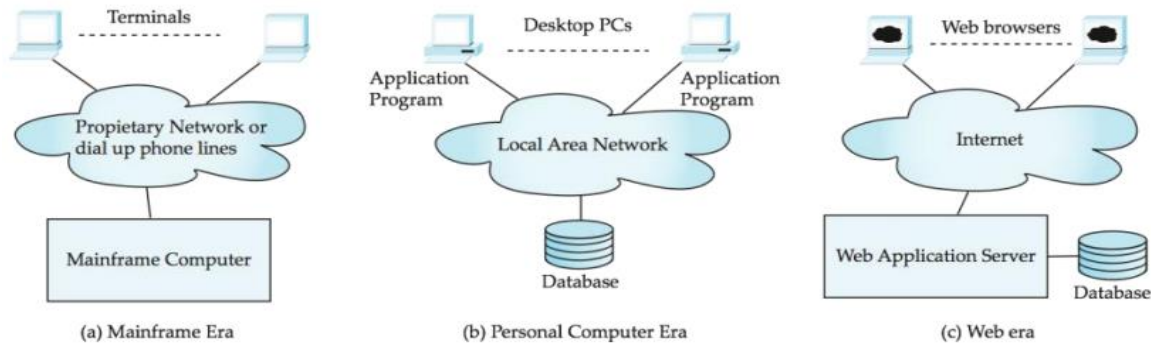 Terminals
Propietary Network or
dial up phone lines
Mainframe Computer
(a) Mainframe Era
Desktop PCs
Application
Program
Application
Program
Local Area Network
Database
(b) Personal Computer Era
Web browsers
Internet
Web Application Server
Database
(c) Web era